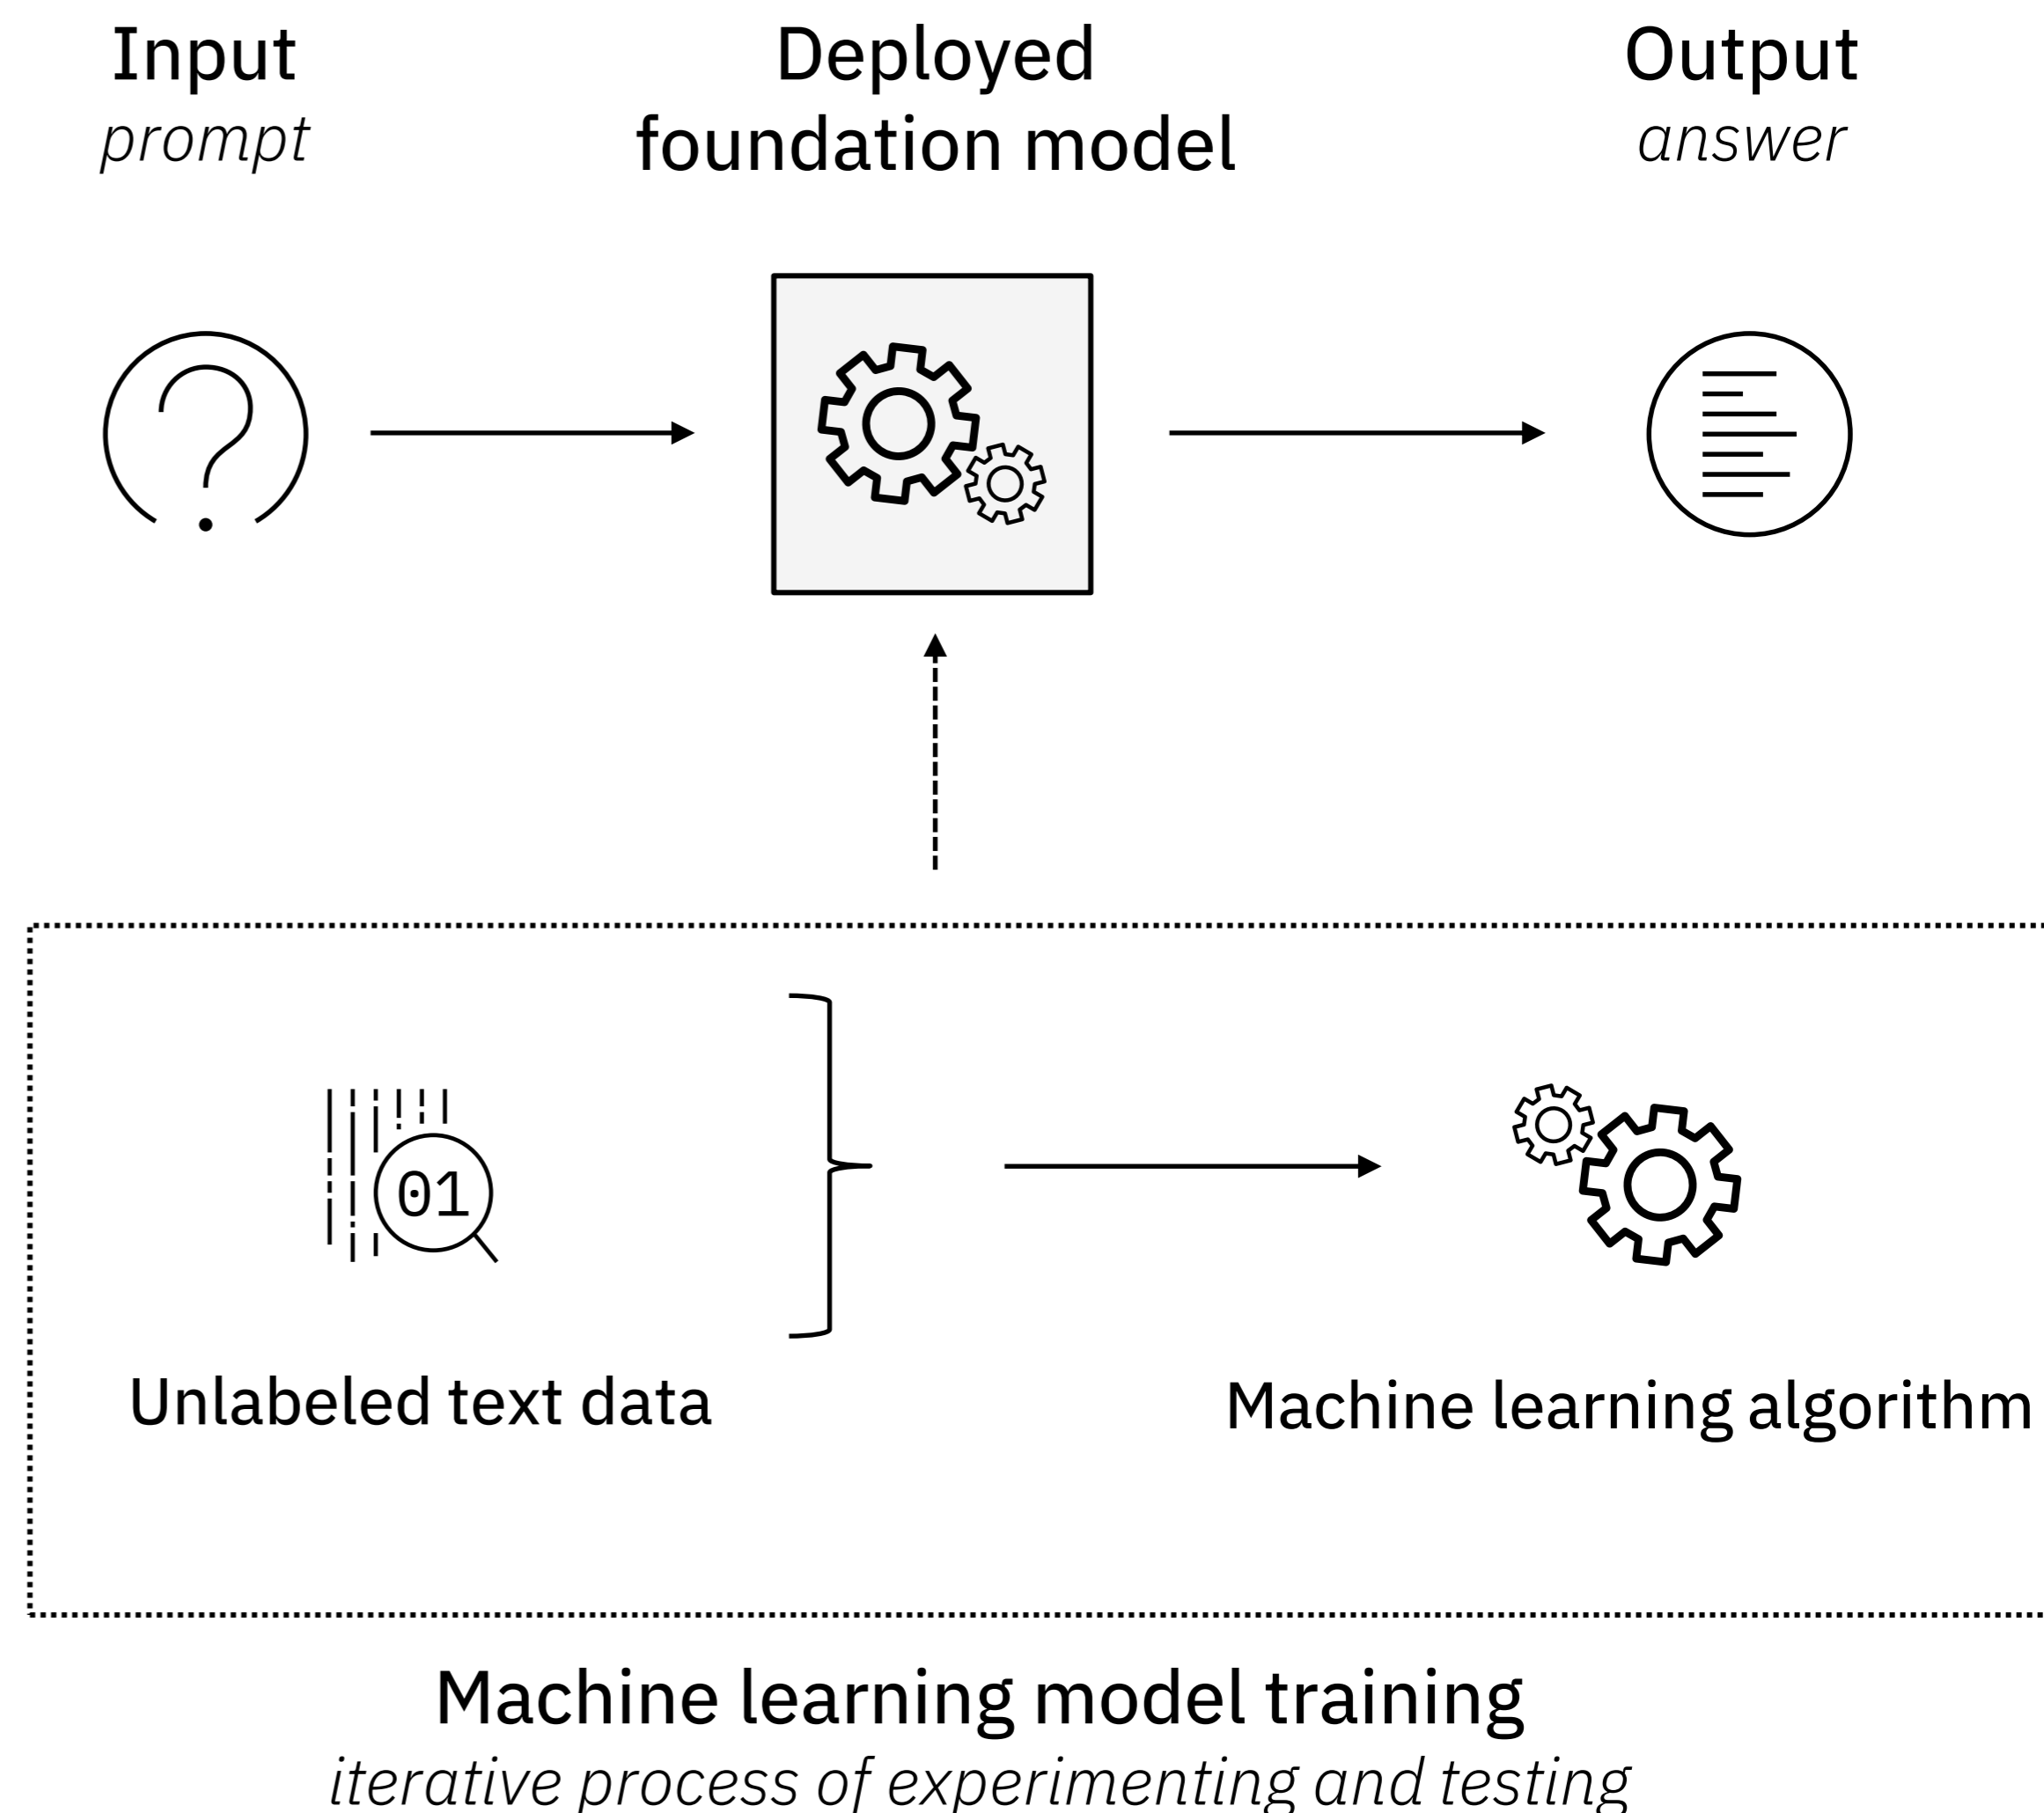 Input
prompt
Deployed
foundation model
Output
answer
01
Unlabeled text data
Machine learning algorithm
Machine learning model training
iterative process of experimenting and testing